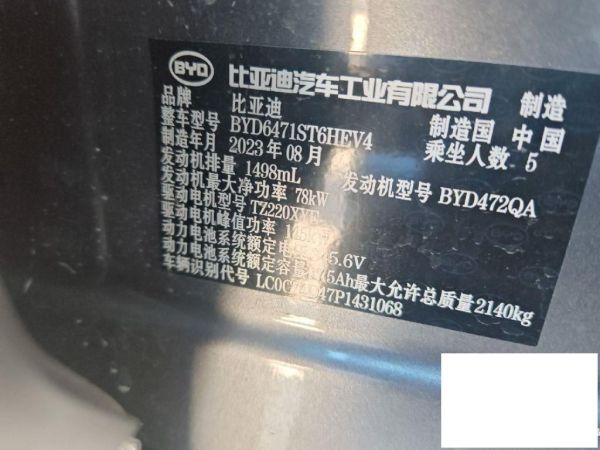 BYD 比亚迪汽车工业有限公司 制造
品牌 比亚迪 制造国 中国
整车型号 BYD6471ST6HEV4 乘坐人数 5
制造年月 2023年08月
发动机排量 1498mL 发动机型号 BYD472QA
发动机最大净功率 78kW
驱动电机型号 TZ220XYE
驱动电机峰值功率
动力电池系统额定电 5.6V
动力电池系统额定容 5Ah 最大允许总质量 2140kg
车辆识别代号 47P1431068